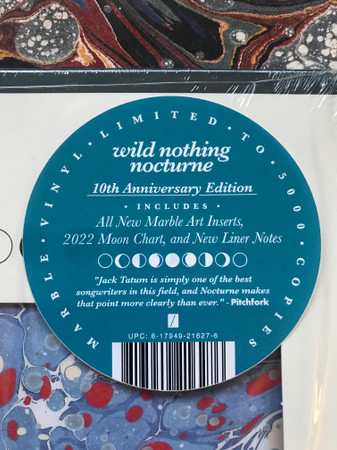 MARBLE · VINYL · LIMITED · TO · 5000 · COPIES
wild nothing
nocturne
10th Anniversary Edition
· INCLUDES ·
All New Marble Art Inserts,
2022 Moon Chart, and New Liner Notes
"Jack Tatum is simply one of the best
songwriters in this field, and Nocturne makes
that point more clearly than ever." - Pitchfork
UPC: 6-17949-21627-6